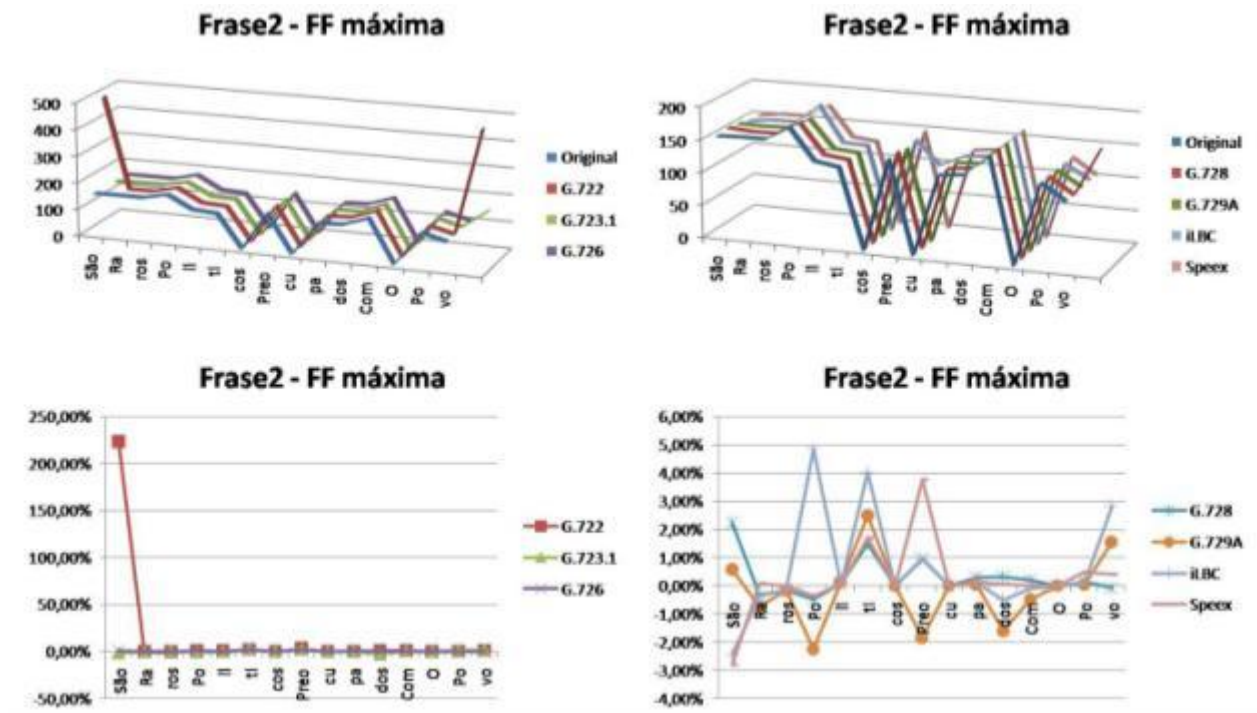 Frase2 - FF máxima
500
400
300
200
100
0
São
Ra
ros
Po
li
ti
cos
Preo
cu
pa
dos
Com
O
Po
vo
Original
G.722
G.723.1
G.726
Frase2 - FF máxima
200
150
100
50
0
São
Ra
ros
Po
li
ti
cos
Preo
cu
pa
dos
Com
O
Po
vo
Original
G.728
G.729A
iLBC
Speex
Frase2 - FF máxima
250,00%
200,00%
150,00%
100,00%
50,00%
0,00%
-50,00%
São
Ra
ros
Po
li
ti
cos
Preo
cu
pa
dos
Com
O
Po
vo
G.722
G.723.1
G.726
Frase2 - FF máxima
6,00%
5,00%
4,00%
3,00%
2,00%
1,00%
0,00%
-1,00%
-2,00%
-3,00%
-4,00%
São
Ra
ros
Po
li
ti
cos
Preo
cu
pa
dos
Com
O
Po
vo
G.728
G.729A
iLBC
Speex